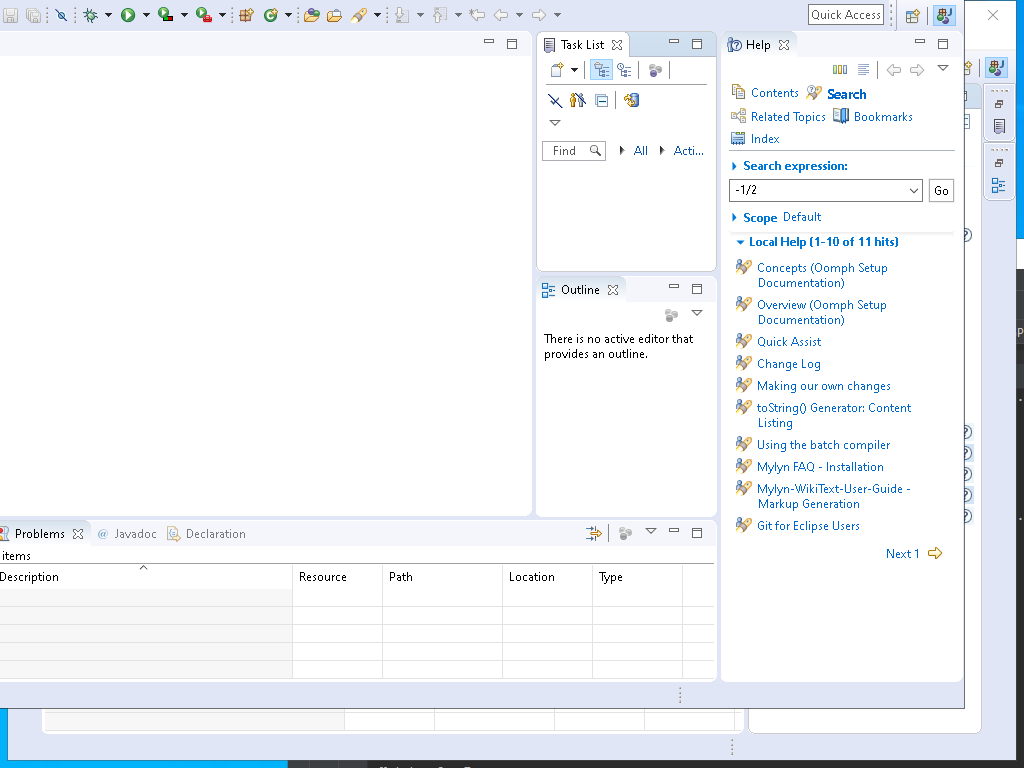 Quick Access
Task List
Help
Contents
Search
Related Topics
Bookmarks
Index
Find
All
Acti...
Search expression:
-1/2
Go
Scope Default
Local Help (1-10 of 11 hits)
Concepts (Oomph Setup
Documentation)
Overview (Oomph Setup
Documentation)
Quick Assist
Change Log
Making our own changes
toString() Generator: Content
Listing
Using the batch compiler
Mylyn FAQ - Installation
Mylyn-WikiText-User-Guide -
Markup Generation
Git for Eclipse Users
Next 1
Outline
There is no active editor that
provides an outline.
Problems
@ Javadoc
Declaration
items
Description
Resource
Path
Location
Type